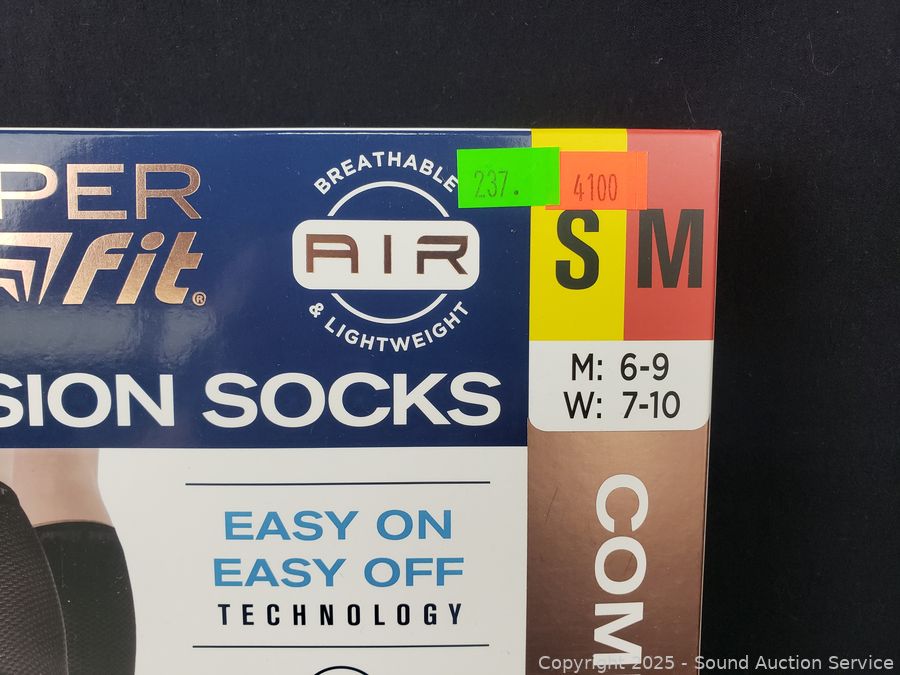 PER
fit®
BREATHABLE
AIR
& LIGHTWEIGHT
237.
4100
S M
M: 6-9
W: 7-10
SION SOCKS
EASY ON
EASY OFF
TECHNOLOGY
COM
Copyright 2025 - Sound Auction Service